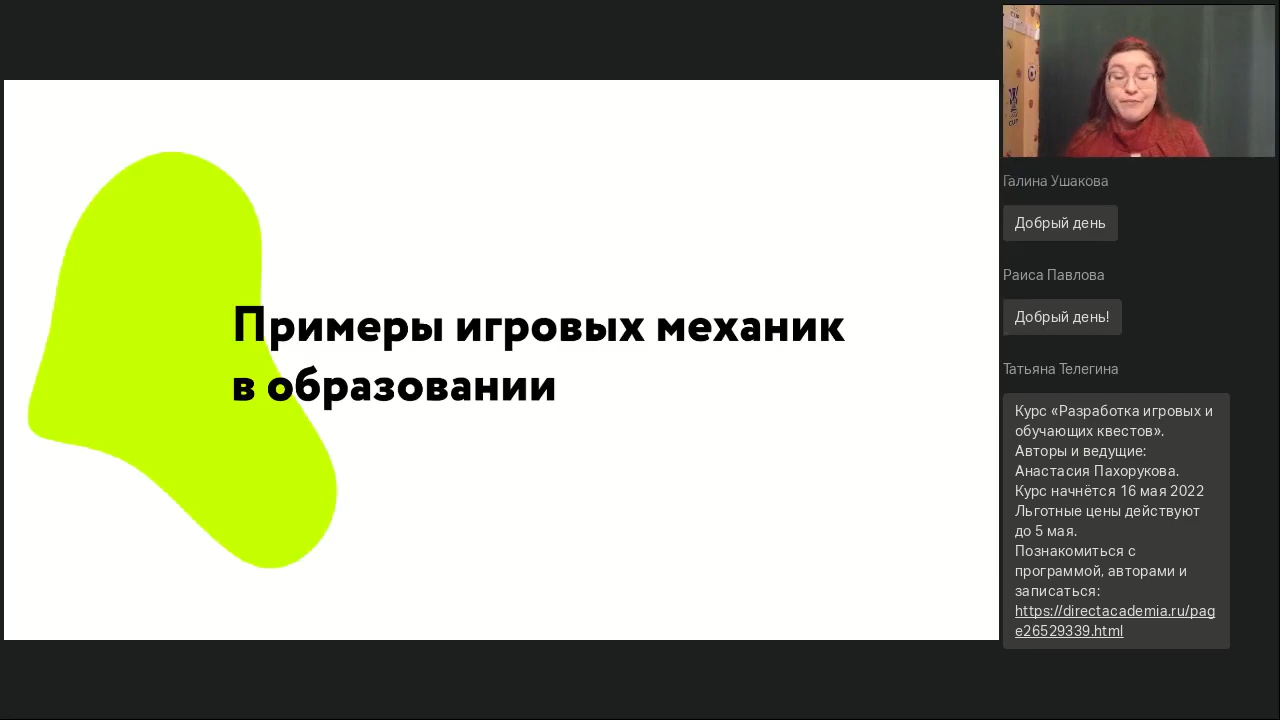 Примеры игровых механик
в образовании
Галина Ушакова
Добрый день
Раиса Павлова
Добрый день!
Татьяна Телегина
Курс «Разработка игровых и
обучающих квестов».
Авторы и ведущие:
Анастасия Пахорукова.
Курс начнётся 16 мая 2022
Льготные цены действуют
до 5 мая.
Познакомиться с
программой, авторами и
записаться:
https://directacademia.ru/pag
e26529339.html